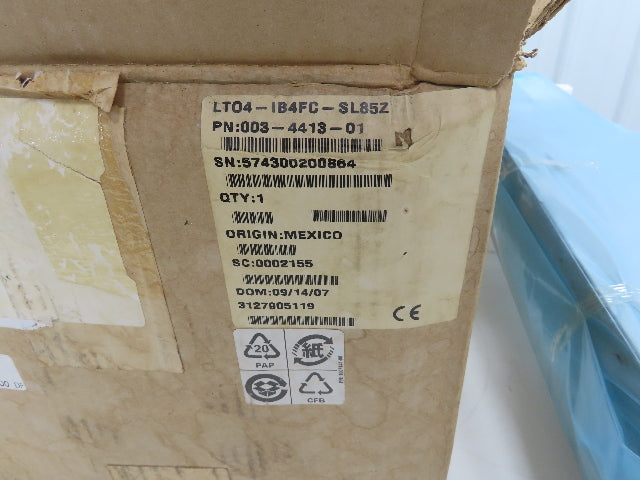 LTO4-IB4FC-SL85Z
PN:003-4413-01
SN:574300200864
QTY:1
ORIGIN:MEXICO
SC:0002155
DOM:09/14/07
3127905119
CE
20
PAP
紙
CFB